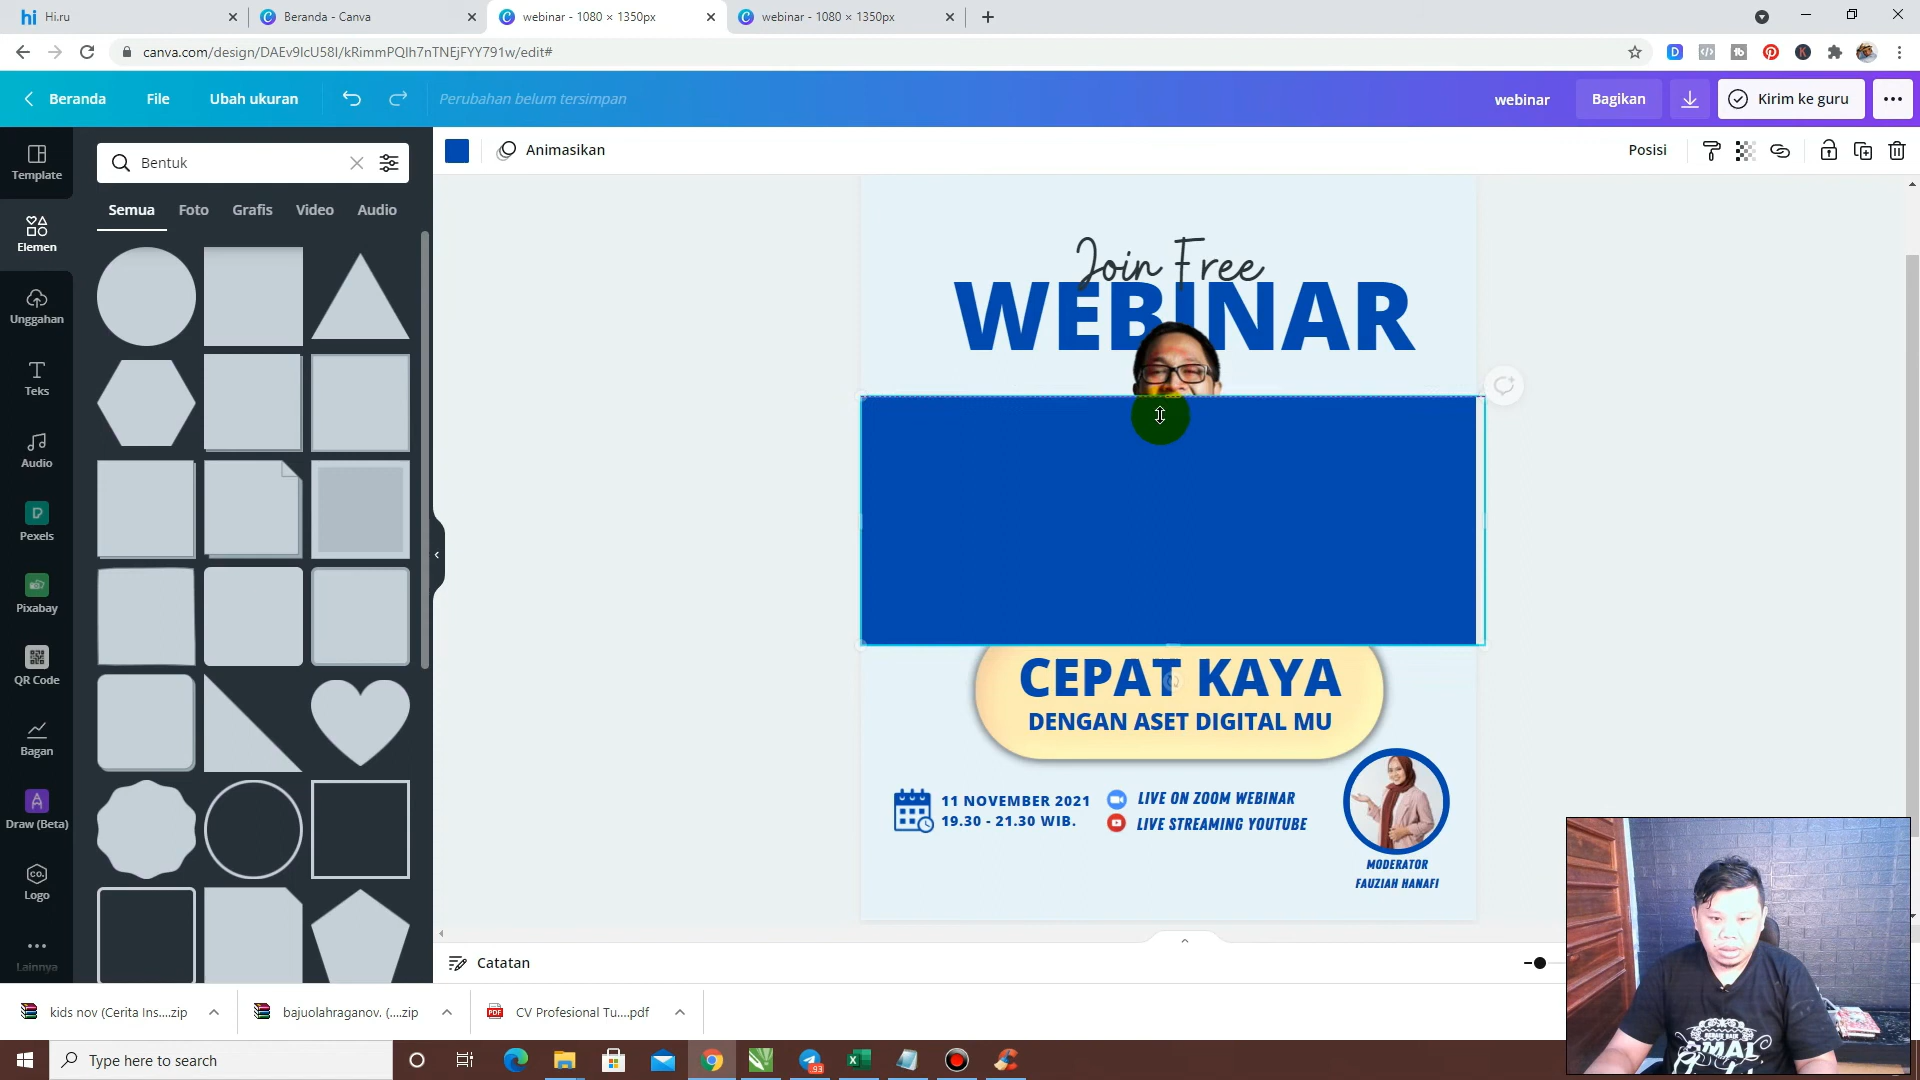 Hi.ru
Beranda - Canva
webinar - 1080 × 1350px
webinar - 1080 × 1350px
canva.com/design/DAEv9IcU58I/kRimmPQIh7nTNEjFYY791w/edit#
Beranda
File
Ubah ukuran
Perubahan belum tersimpan
webinar
Bagikan
Kirim ke guru
Template
Elemen
Unggahan
Teks
Audio
Pexels
Pixabay
QR Code
Bagan
Draw (Beta)
Logo
Lainnya
Bentuk
Semua
Foto
Grafis
Video
Audio
Animasikan
Posisi
Join Free
WEBINAR
CEPAT KAYA
DENGAN ASET DIGITAL MU
11 NOVEMBER 2021
19.30 - 21.30 WIB.
LIVE ON ZOOM WEBINAR
LIVE STREAMING YOUTUBE
MODERATOR
FAUZIAH HANAFI
Catatan
kids nov (Cerita Ins....zip
bajuolahraganov. (....zip
CV Profesional Tu....pdf
Type here to search
93